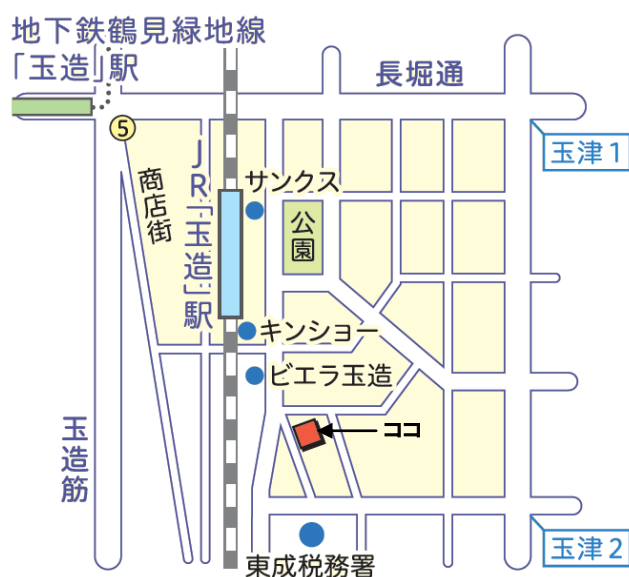 地下鉄鶴見緑地線
「玉造」駅
長堀通
5
玉津1
商店街
JR「玉造」駅
サンクス
公園
キンショー
ビエラ玉造
ココ
玉造筋
東成税務署
玉津2